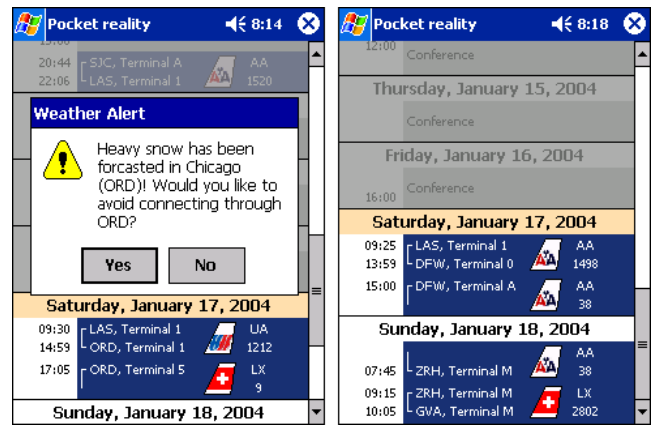 Pocket reality 8:14
20:44 SJC, Terminal A AA
22:06 LAS, Terminal 1 1520
Weather Alert
Heavy snow has been
forcasted in Chicago
(ORD)! Would you like to
avoid connecting through
ORD?
Yes No
Saturday, January 17, 2004
09:30 LAS, Terminal 1 UA
14:59 ORD, Terminal 1 1212
17:05 ORD, Terminal 5 LX
9
Sunday, January 18, 2004
Pocket reality 8:18
12:00
Conference
Thursday, January 15, 2004
Conference
Friday, January 16, 2004
Conference
16:00
Saturday, January 17, 2004
09:25 LAS, Terminal 1 AA
13:59 DFW, Terminal 0 1498
15:00 DFW, Terminal A AA
38
Sunday, January 18, 2004
AA
07:45 ZRH, Terminal M 38
09:15 ZRH, Terminal M LX
10:05 GVA, Terminal M 2802